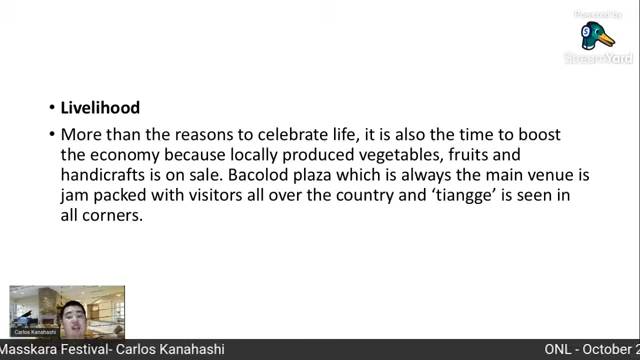 Powered by
StreamYard
• Livelihood
• More than the reasons to celebrate life, it is also the time to boost
the economy because locally produced vegetables, fruits and
handicrafts is on sale. Bacolod plaza which is always the main venue is
jam packed with visitors all over the country and ‘tiangge’ is seen in
all corners.
Carlos Kanahashi
Masskara Festival- Carlos Kanahashi
ONL - October 2